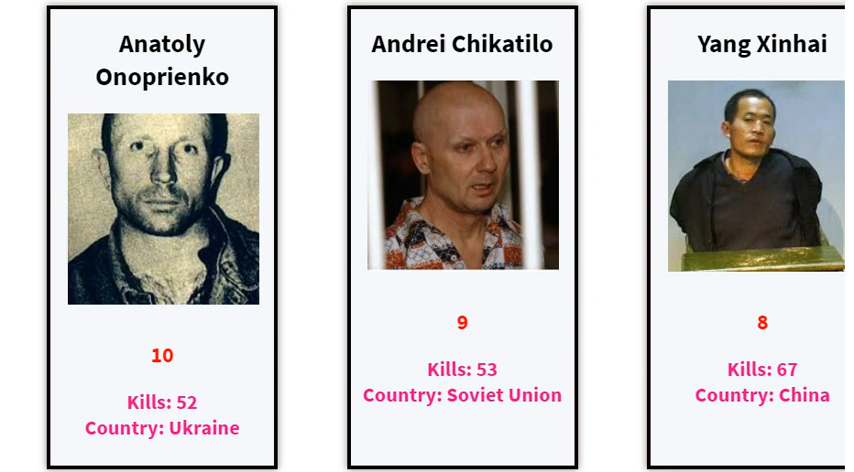 Anatoly
Onoprienko
10
Kills: 52
Country: Ukraine
Andrei Chikatilo
9
Kills: 53
Country: Soviet Union
Yang Xinhai
8
Kills: 67
Country: China